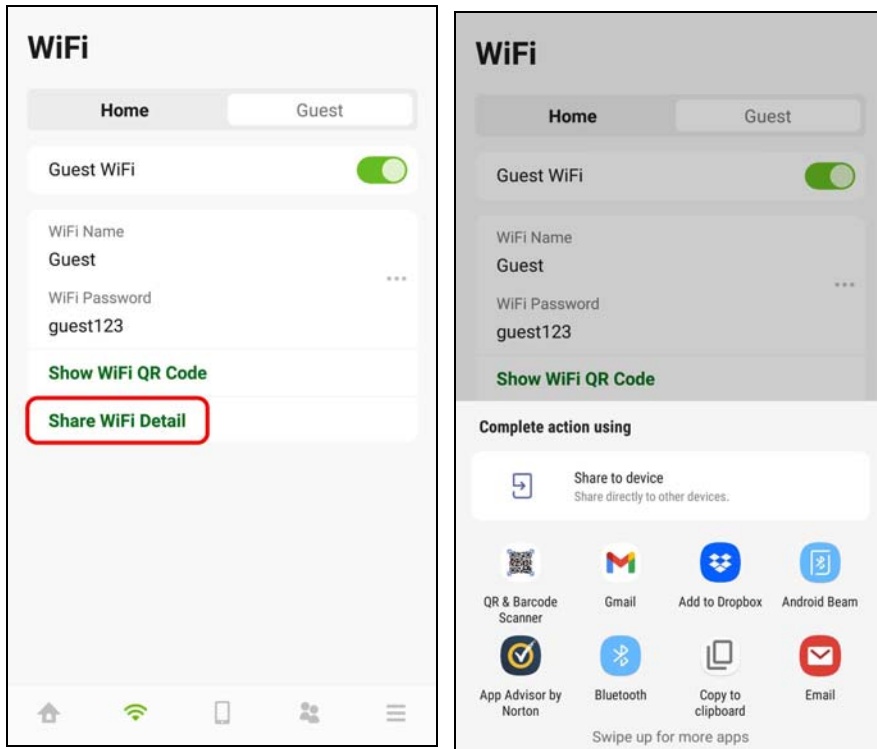 WiFi
Home Guest
Guest WiFi
WiFi Name
Guest
WiFi Password
guest123
Show WiFi QR Code
Share WiFi Detail
WiFi
Home Guest
Guest WiFi
WiFi Name
Guest
WiFi Password
guest123
Show WiFi QR Code
Complete action using
Share to device
Share directly to other devices.
QR & Barcode Scanner
Gmail
Add to Dropbox
Android Beam
App Advisor by Norton
Bluetooth
Copy to clipboard
Email
Swipe up for more apps